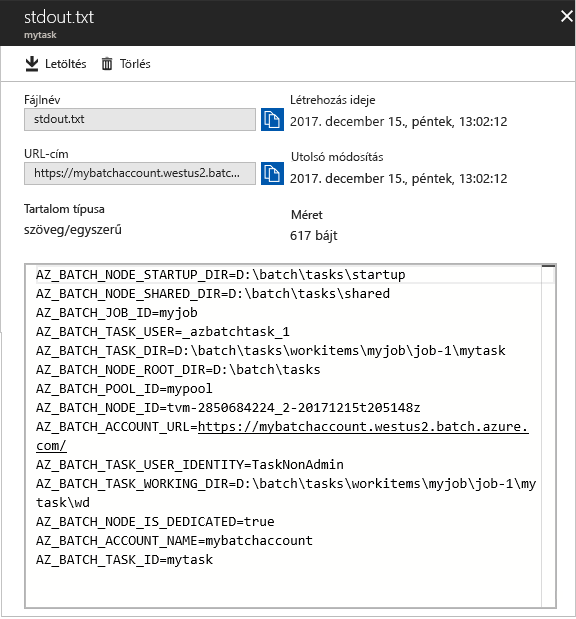 stdout.txt
mytask
Letöltés Törlés
Fájlnév
stdout.txt
Létrehozás ideje
2017. december 15., péntek, 13:02:12
URL-cím
https://mybatchaccount.westus2.batc...
Utolsó módosítás
2017. december 15., péntek, 13:02:12
Tartalom típusa
szöveg/egyszerű
Méret
617 bájt
AZ_BATCH_NODE_STARTUP_DIR=D:\batch\tasks\startup
AZ_BATCH_NODE_SHARED_DIR=D:\batch\tasks\shared
AZ_BATCH_JOB_ID=myjob
AZ_BATCH_TASK_USER=_azbatchtask_1
AZ_BATCH_TASK_DIR=D:\batch\tasks\workitems\myjob\job-1\mytask
AZ_BATCH_NODE_ROOT_DIR=D:\batch\tasks
AZ_BATCH_POOL_ID=mypool
AZ_BATCH_NODE_ID=tvm-2850684224_2-20171215t205148z
AZ_BATCH_ACCOUNT_URL=https://mybatchaccount.westus2.batch.azure.
com/
AZ_BATCH_TASK_USER_IDENTITY=TaskNonAdmin
AZ_BATCH_TASK_WORKING_DIR=D:\batch\tasks\workitems\myjob\job-1\my
task\wd
AZ_BATCH_NODE_IS_DEDICATED=true
AZ_BATCH_ACCOUNT_NAME=mybatchaccount
AZ_BATCH_TASK_ID=mytask